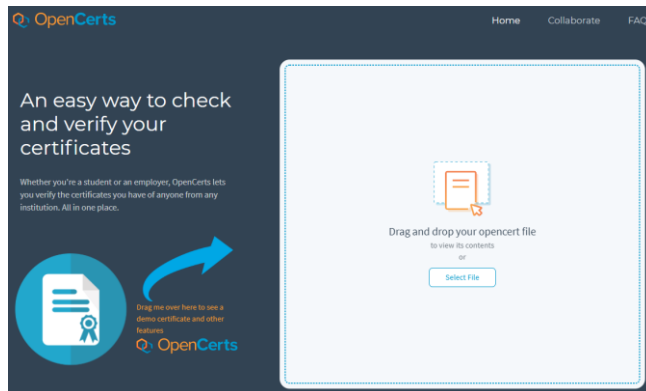 OpenCerts
Home Collaborate FAQ
An easy way to check
and verify your
certificates
Whether you're a student or an employer, OpenCerts lets
you verify the certificates you have of anyone from any
institution. All in one place.
Drag and drop your opencert file
to view its contents
or
Select File
Drag me over here to see a
demo certificate and other
features
OpenCerts